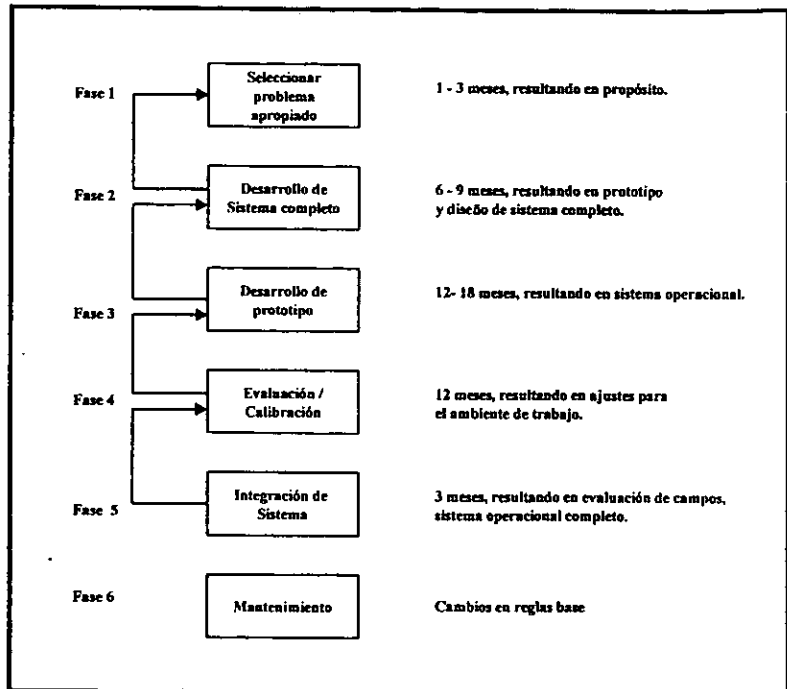 Fase 1
Seleccionar
problema
apropiado
1 - 3 meses, resultando en propósito.
Fase 2
Desarrollo de
Sistema completo
6 - 9 meses, resultando en prototipo
y diseño de sistema completo.
Fase 3
Desarrollo de
prototipo
12- 18 meses, resultando en sistema operacional.
Fase 4
Evaluación /
Calibración
12 meses, resultando en ajustes para
el ambiente de trabajo.
Fase 5
Integración de
Sistema
3 meses, resultando en evaluación de campos,
sistema operacional completo.
Fase 6
Mantenimiento
Cambios en reglas base